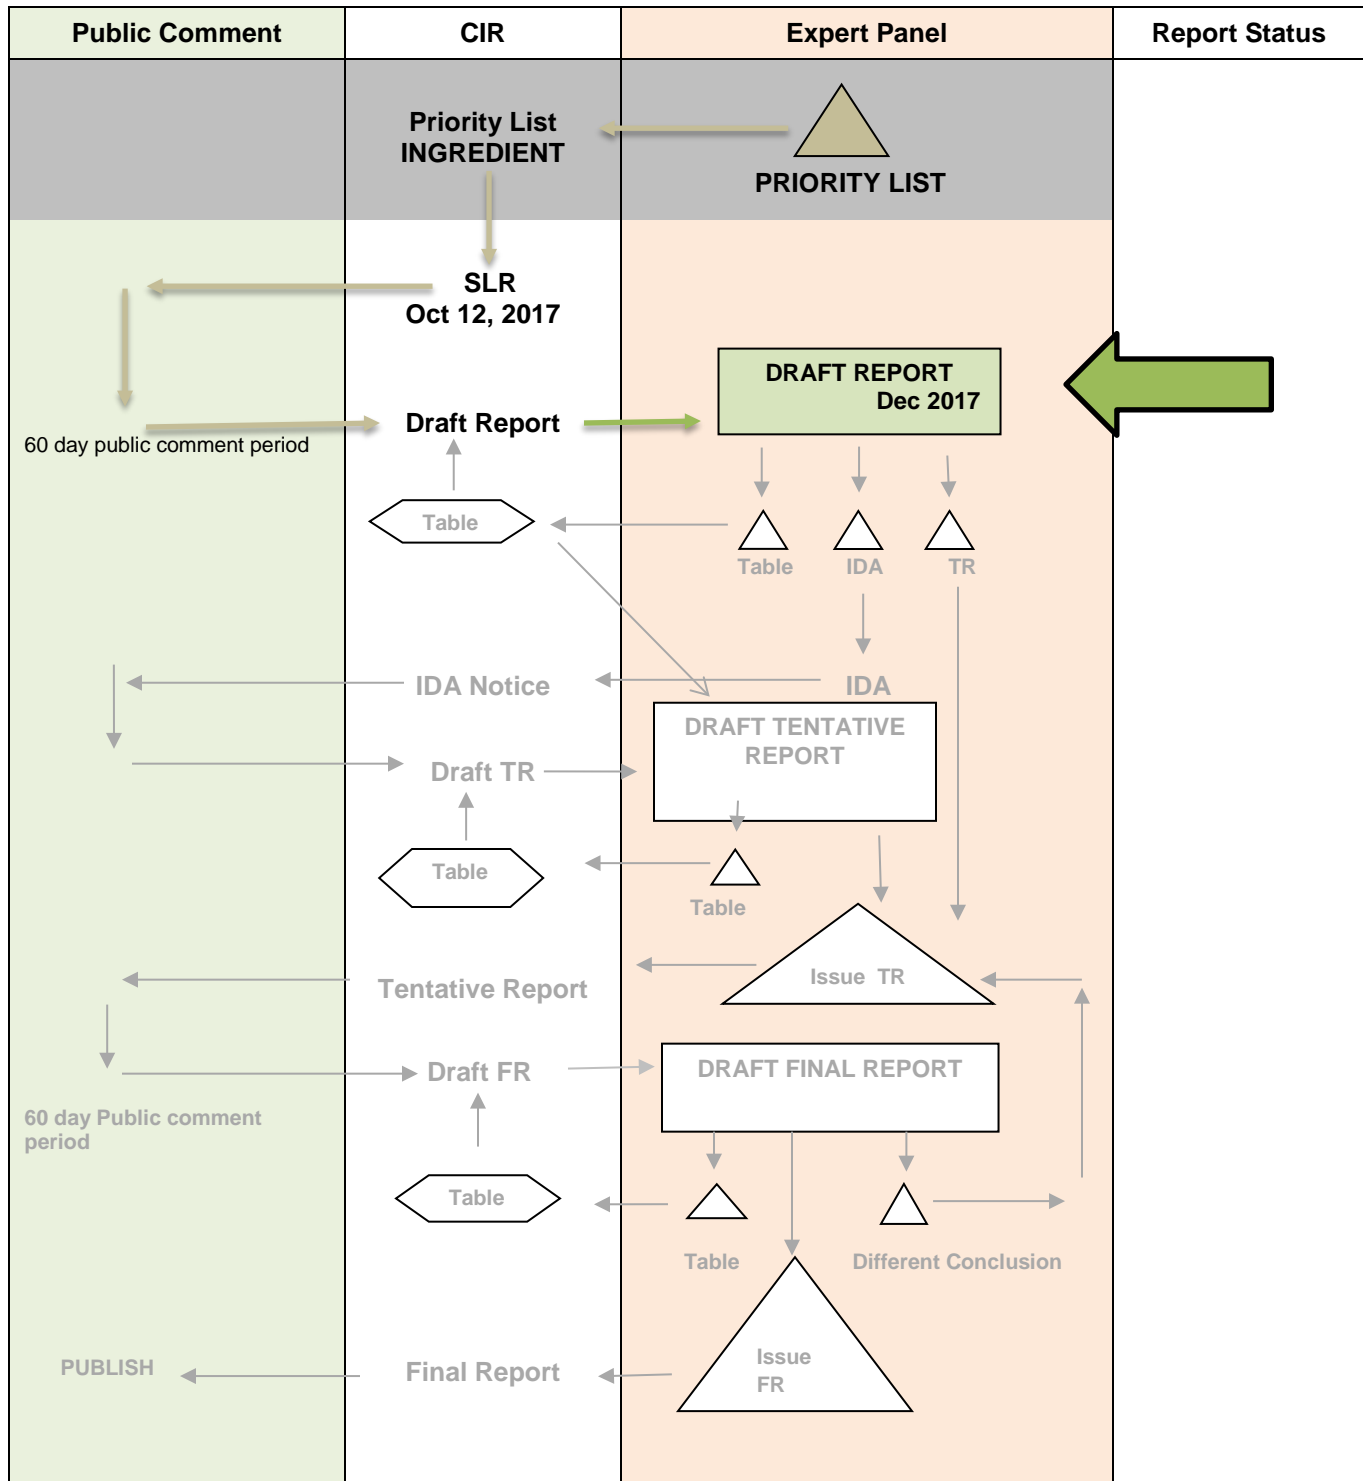 Public Comment
CIR
Expert Panel
Report Status
Priority List
INGREDIENT
PRIORITY LIST
SLR
Oct 12, 2017
DRAFT REPORT
Dec 2017
60 day public comment period
Draft Report
Table
Table
IDA
TR
IDA Notice
IDA
DRAFT TENTATIVE
REPORT
Draft TR
Table
Table
Issue TR
Tentative Report
Draft FR
DRAFT FINAL REPORT
60 day Public comment
period
Table
Table
Different Conclusion
Issue
FR
PUBLISH
Final Report